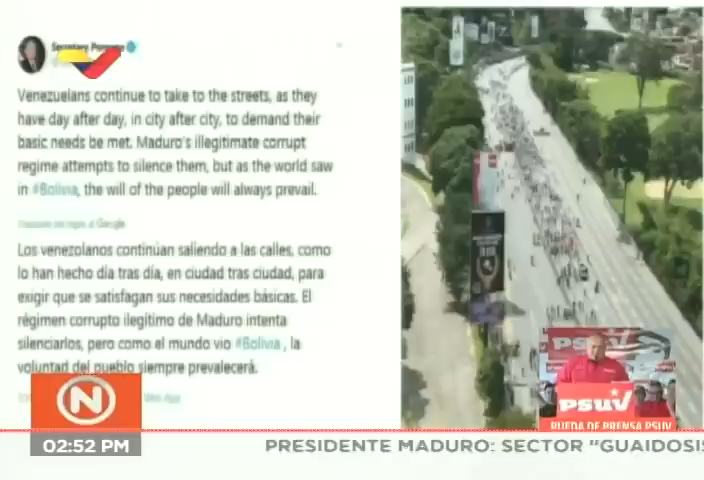 Secretary Pompeo
Venezuelans continue to take to the streets, as they
have day after day, in city after city, to demand their
basic needs be met. Maduro's illegitimate corrupt
regime attempts to silence them, but as the world saw
in #Bolivia, the will of the people will always prevail.
Google
Los venezolanos continúan saliendo a las calles, como
lo han hecho día tras día, en ciudad tras ciudad, para
exigir que se satisfagan sus necesidades básicas. El
régimen corrupto ilegítimo de Maduro intenta
silenciarlos, pero como el mundo vio #Bolivia, la
voluntad del pueblo siempre prevalecerá.
Web App
N
02:52 PM
PSUV
PSUV
RUEDA DE PRENSA PSUV
PRESIDENTE MADURO: SECTOR "GUAIDOSIS